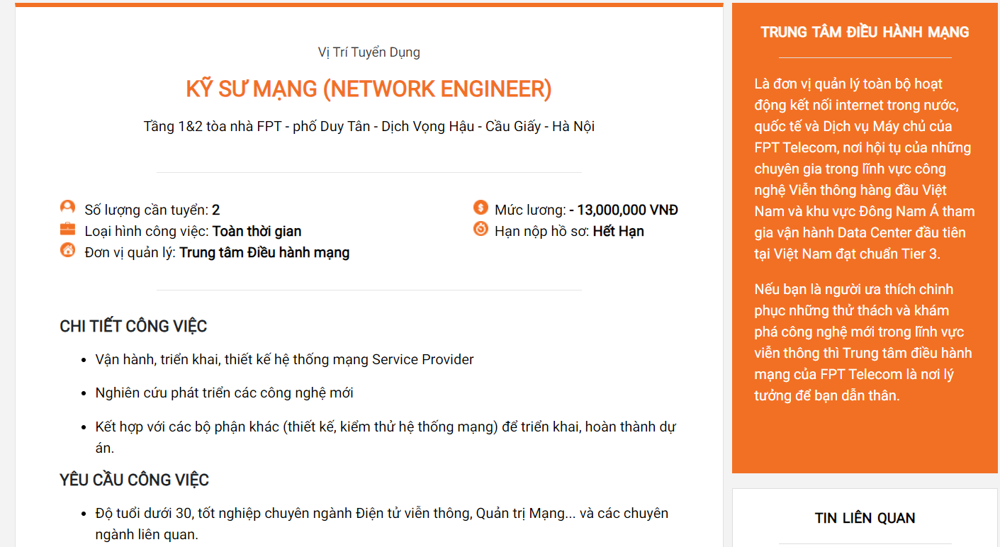 Vị Trí Tuyển Dụng
KỸ SƯ MẠNG (NETWORK ENGINEER)
Tầng 1&2 tòa nhà FPT - phố Duy Tân - Dịch Vọng Hậu - Cầu Giấy - Hà Nội
Số lượng cần tuyển: 2
Loại hình công việc: Toàn thời gian
Đơn vị quản lý: Trung tâm Điều hành mạng
Mức lương: - 13,000,000 VNĐ
Hạn nộp hồ sơ: Hết Hạn
CHI TIẾT CÔNG VIỆC
• Vận hành, triển khai, thiết kế hệ thống mạng Service Provider
• Nghiên cứu phát triển các công nghệ mới
• Kết hợp với các bộ phận khác (thiết kế, kiểm thử hệ thống mạng) để triển khai, hoàn thành dự
án.
YÊU CẦU CÔNG VIỆC
• Độ tuổi dưới 30, tốt nghiệp chuyên ngành Điện tử viễn thông, Quản trị Mạng... và các chuyên
ngành liên quan.
TRUNG TÂM ĐIỀU HÀNH MẠNG
Là đơn vị quản lý toàn bộ hoạt
động kết nối internet trong nước,
quốc tế và Dịch vụ Máy chủ của
FPT Telecom, nơi hội tụ của những
chuyên gia trong lĩnh vực công
nghệ Viễn thông hàng đầu Việt
Nam và khu vực Đông Nam Á tham
gia vận hành Data Center đầu tiên
tại Việt Nam đạt chuẩn Tier 3.
Nếu bạn là người ưa thích chinh
phục những thử thách và khám
phá công nghệ mới trong lĩnh vực
viễn thông thì Trung tâm điều hành
mạng của FPT Telecom là nơi lý
tưởng để bạn dẫn thân.
TIN LIÊN QUAN